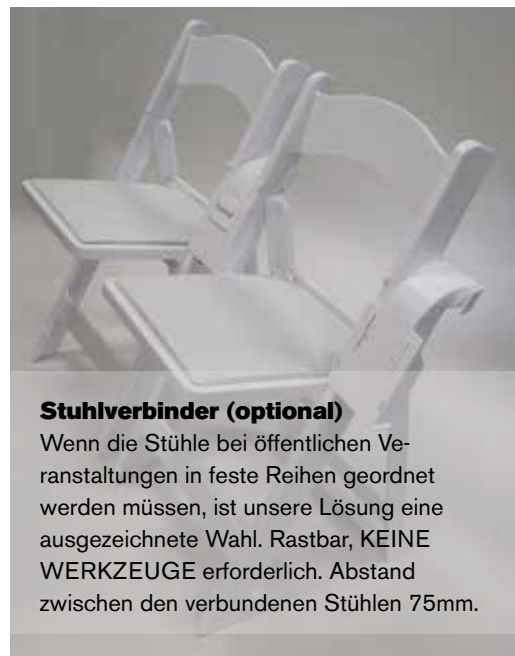 Stuhlverbinder (optional)
Wenn die Stühle bei öffentlichen Ve-
ranstaltungen in feste Reihen geordnet
werden müssen, ist unsere Lösung eine
ausgezeichnete Wahl. Rastbar, KEINE
WERKZEUGE erforderlich. Abstand
zwischen den verbundenen Stühlen 75mm.